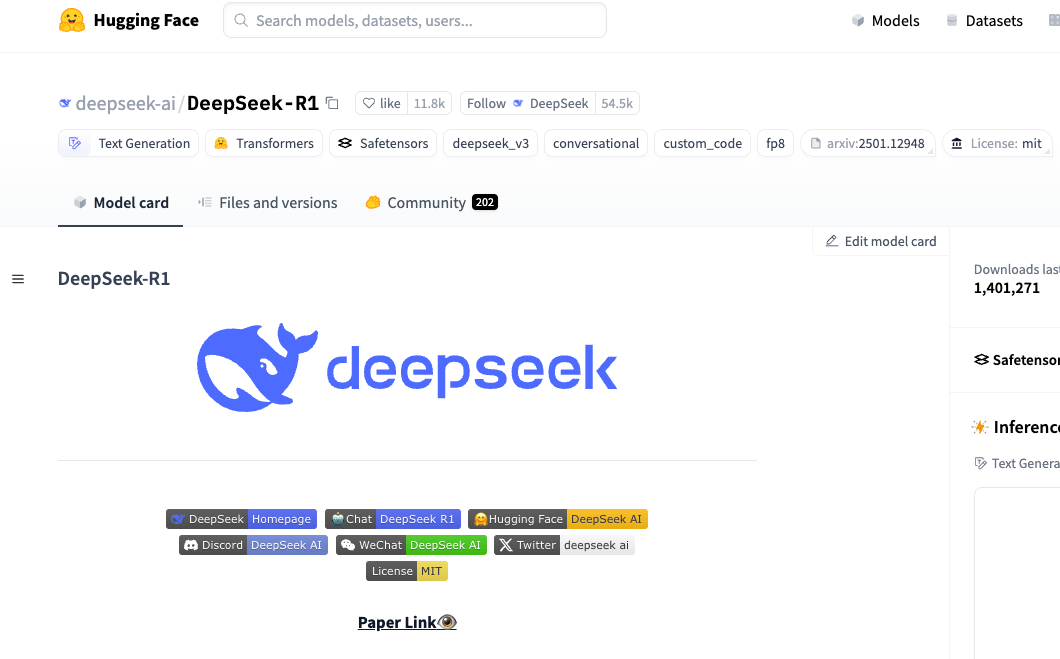 Hugging Face Search models, datasets, users... Models Datasets
deepseek-ai/DeepSeek-R1 like 11.8k Follow DeepSeek 54.5k
Text Generation Transformers Safetensors deepseek_v3 conversational custom_code fp8 arxiv:2501.12948 License: mit
Model card Files and versions Community 202
Edit model card
DeepSeek-R1
Downloads las
1,401,271
deepseek
Safetensor
Inferenc
Text Genera
DeepSeek Homepage Chat DeepSeek R1 Hugging Face DeepSeek AI
Discord DeepSeek AI WeChat DeepSeek AI Twitter deepseek ai
License MIT
Paper Link